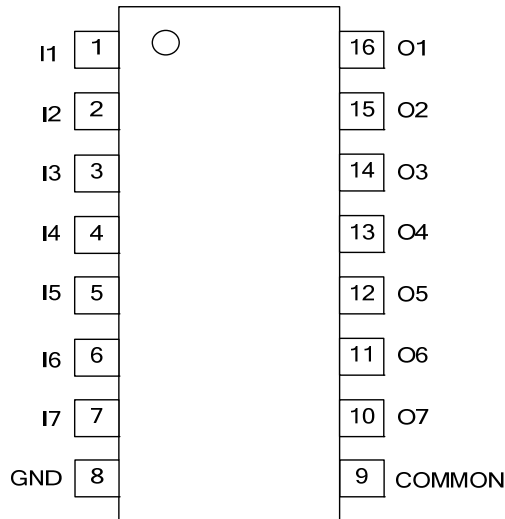 I1 1 16 O1
I2 2 15 O2
I3 3 14 O3
I4 4 13 O4
I5 5 12 O5
I6 6 11 O6
I7 7 10 O7
GND 8 9 COMMON